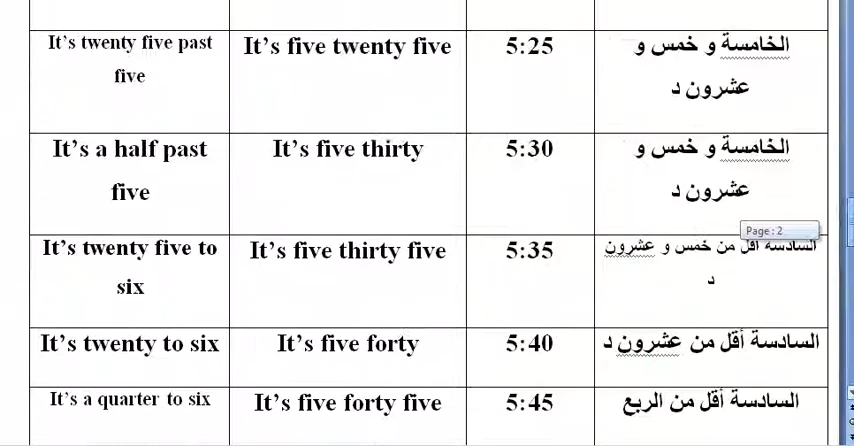 It's twenty five past
five
It's five twenty five
5:25
الخامسة و خمس و
عشرون د
It's a half past
five
It's five thirty
5:30
الخامسة و خمس و
عشرون د
It's twenty five to
six
It's five thirty five
5:35
السادسة أقل من خمس و عشرون
د
Page: 2
It's twenty to six
It's five forty
5:40
السادسة أقل من عشرون د
It's a quarter to six
It's five forty five
5:45
السادسة أقل من الربع